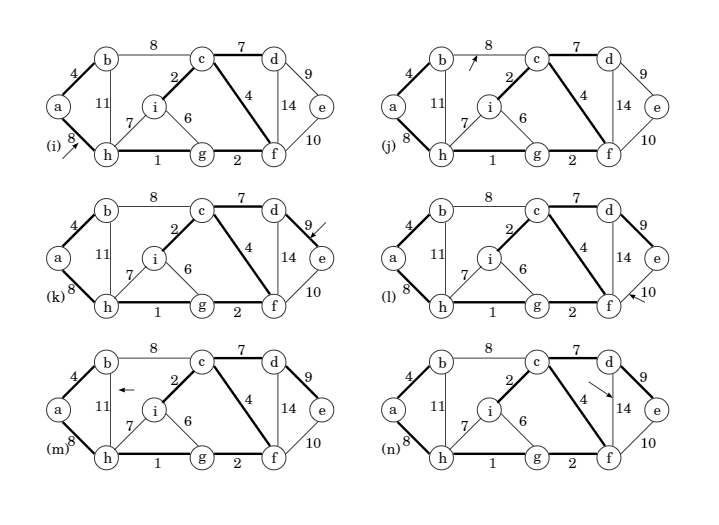 8 7
4 b c d 9
2
a 11 i 4 14 e
8 7 6 10
(i) h 1 g 2 f
8 7
4 b c d 9
2
a 11 i 4 14 e
8 7 6 10
(j) h 1 g 2 f
8 7
4 b c d 9
2
a 11 i 4 14 e
8 7 6 10
(k) h 1 g 2 f
8 7
4 b c d 9
2
a 11 i 4 14 e
8 7 6 10
(l) h 1 g 2 f
8 7
4 b c d 9
2
a 11 i 4 14 e
8 7 6 10
(m) h 1 g 2 f
8 7
4 b c d 9
2
a 11 i 4 14 e
8 7 6 10
(n) h 1 g 2 f